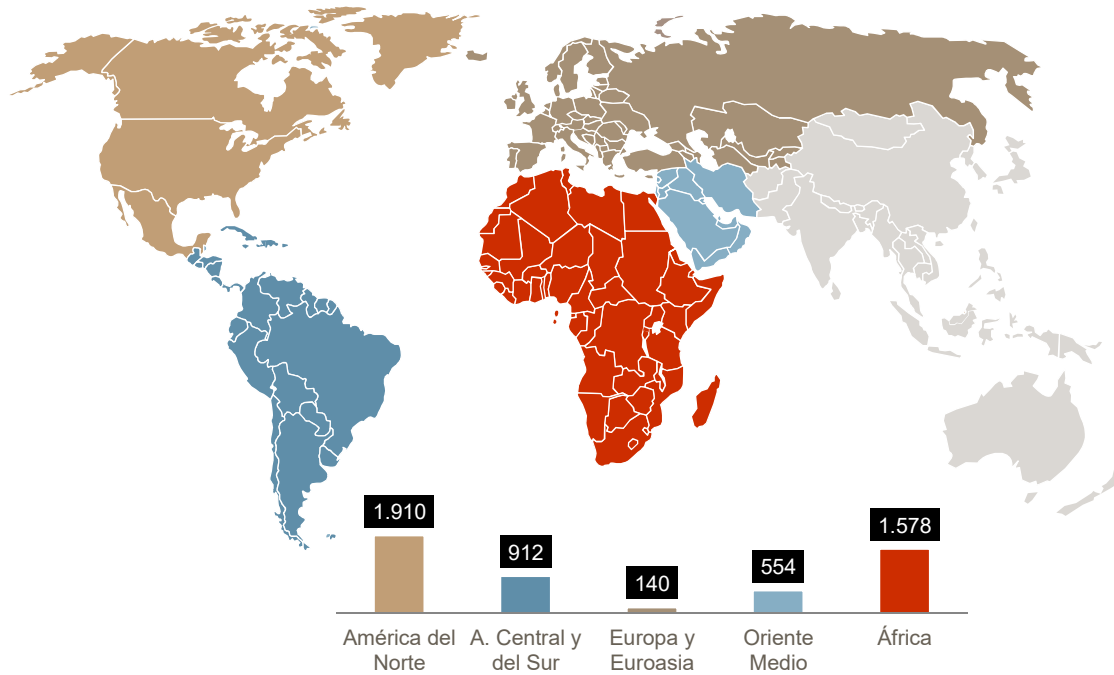 1.910
912
140
554
1.578
América del
Norte
A. Central y
del Sur
Europa y
Euroasia
Oriente
Medio
África